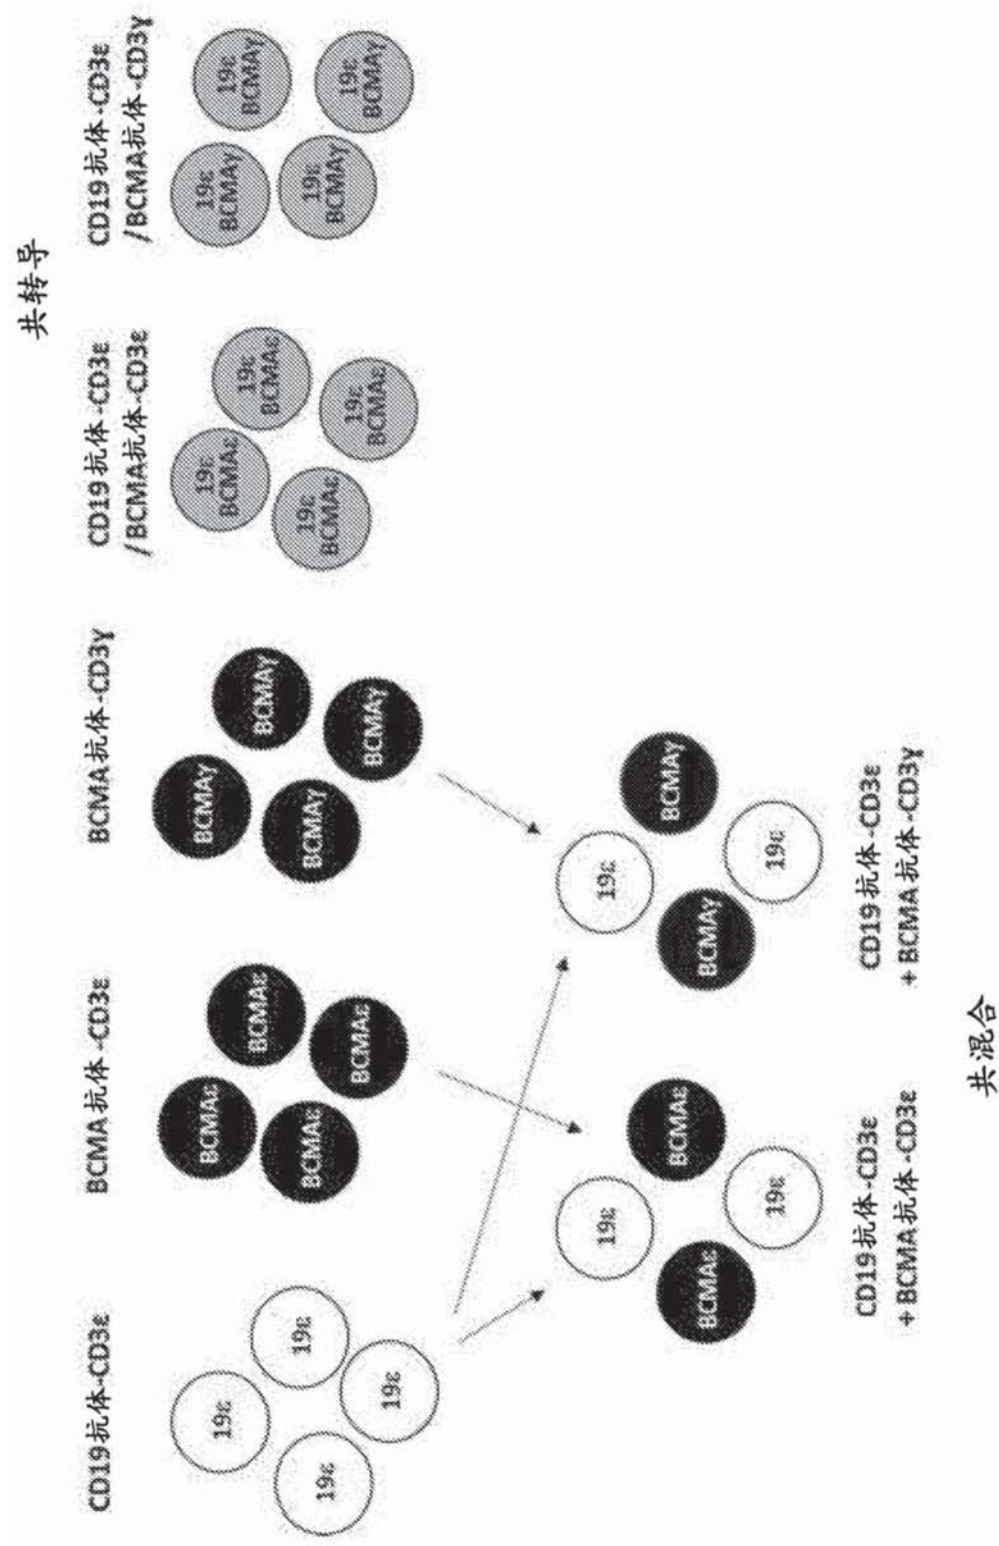 共转导
CD19抗体-CD3ε
19ε
19ε
19ε
19ε
BCMA抗体-CD3ε
BCMAε
BCMAε
BCMAε
BCMAε
BCMA抗体-CD3γ
BCMAγ
BCMAγ
BCMAγ
BCMAγ
CD19抗体-CD3ε
/BCMA抗体-CD3ε
19ε
BCMAε
19ε
BCMAε
19ε
BCMAε
19ε
BCMAε
CD19抗体-CD3ε
/BCMA抗体-CD3γ
19ε
BCMAγ
19ε
BCMAγ
19ε
BCMAγ
19ε
BCMAγ
19ε
BCMAε
BCMAε
19ε
CD19抗体-CD3ε
+BCMA抗体-CD3ε
19ε
BCMAγ
BCMAγ
19ε
CD19抗体-CD3ε
+BCMA抗体-CD3γ
共混合